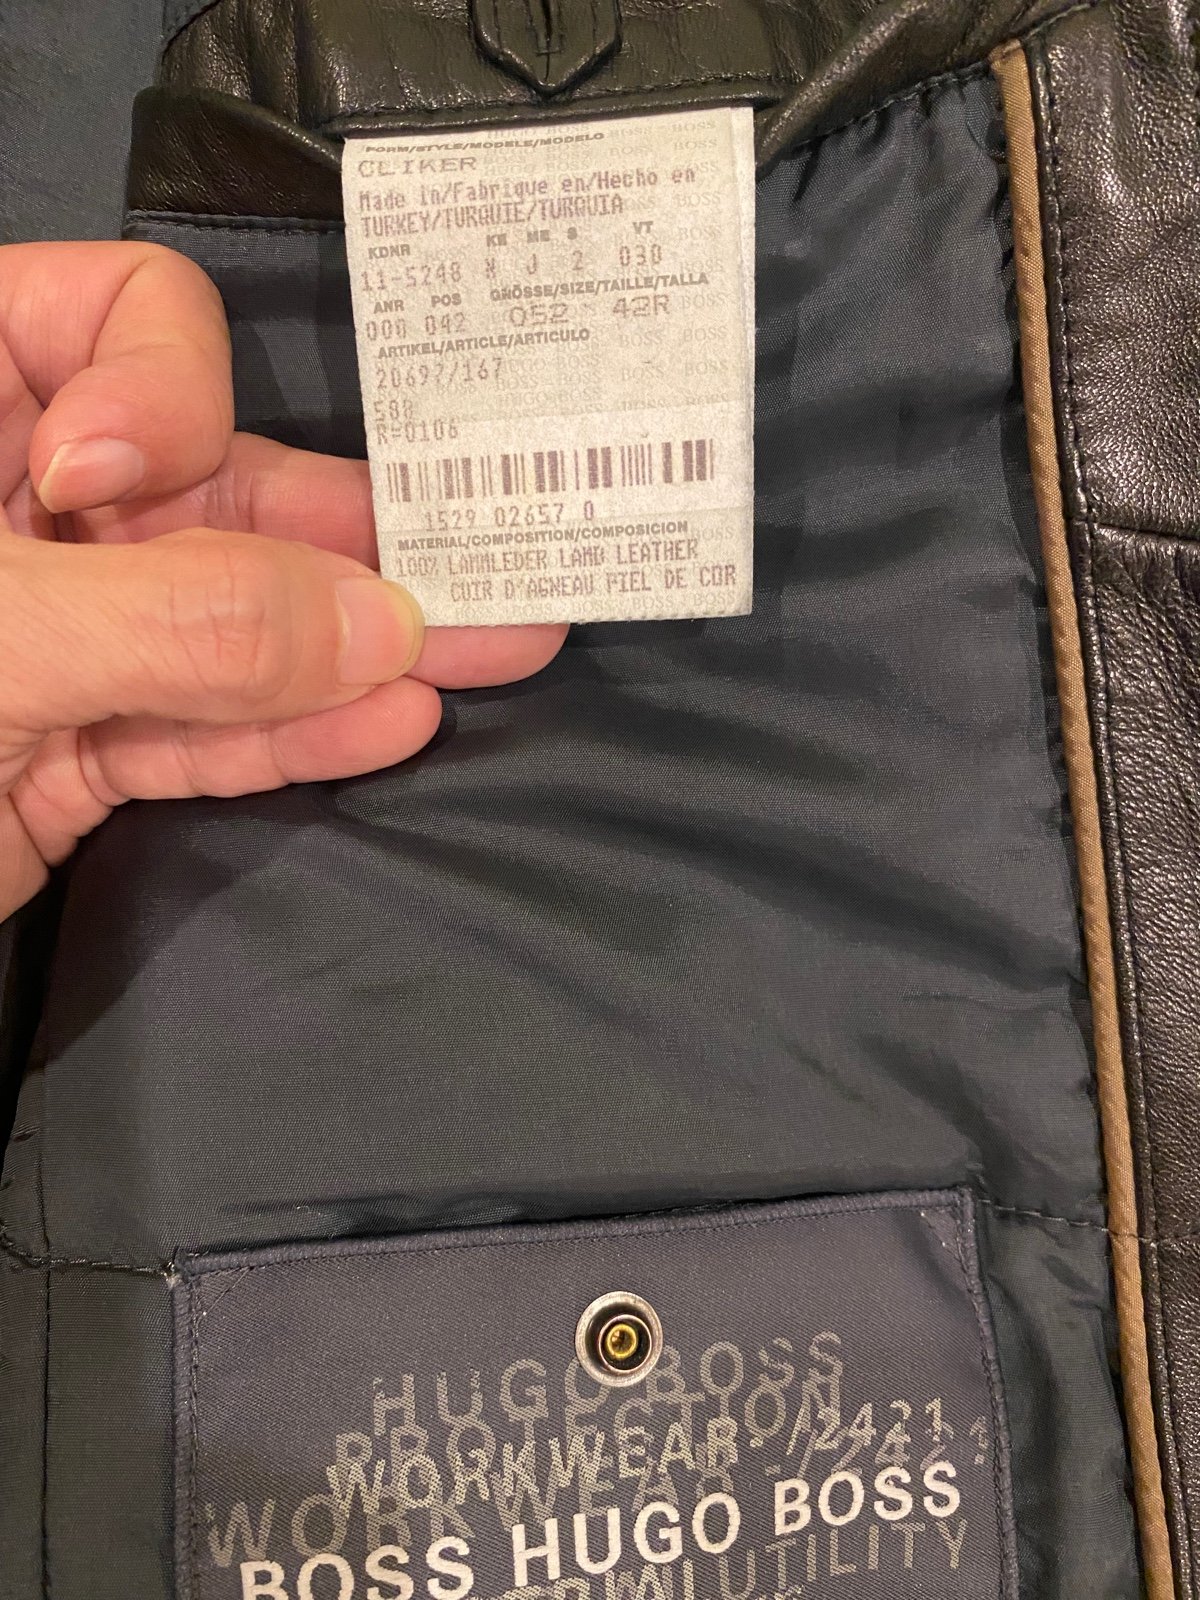 FORM/STYLE/MODELE/MODELO
CLIKER
Made in/Fabrique en/Hecho en
TURKEY/TURQUIE/TURQUIA
KDNR KE ME S VT
11-5248 J 2 030
ANR POS GRÖSSE/SIZE/TAILLE/TALLA
000 042 052 42R
ARTIKEL/ARTICLE/ARTICULO
20697/167
588
R=0106
1529 02657 0
MATERIAL/COMPOSITION/COMPOSICION
100% LAMMLEDER LAMB LEATHER
CUIR D'AGNEAU PIEL DE COR
HUGO BOSS
PROTECTION
WORKWEAR-/2421
WORKWEAR
BOSS HUGO BOSS
UTILITY